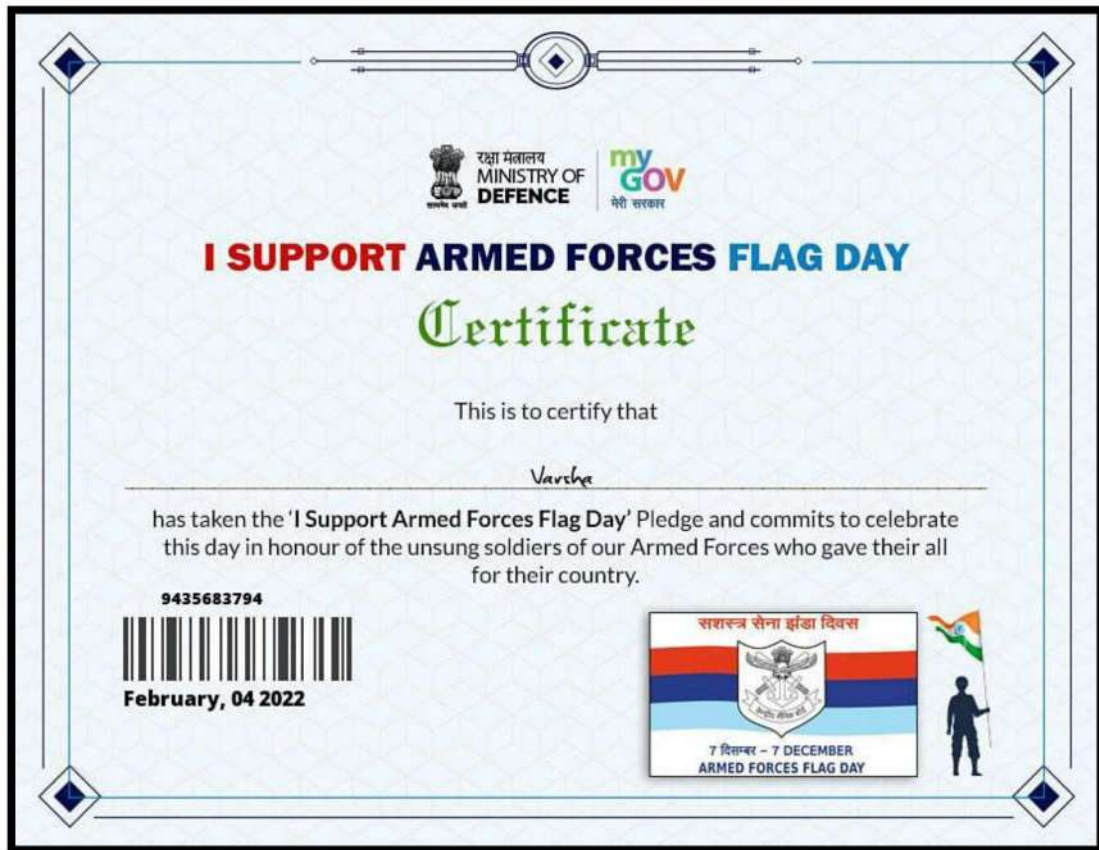 रक्षा मंत्रालय
MINISTRY OF
DEFENCE
सत्यमेव जयते
my
GOV
मेरी सरकार
I SUPPORT ARMED FORCES FLAG DAY
Certificate
This is to certify that
Varsha
has taken the ‘I Support Armed Forces Flag Day’ Pledge and commits to celebrate
this day in honour of the unsung soldiers of our Armed Forces who gave their all
for their country.
9435683794
February, 04 2022
सशस्त्र सेना झंडा दिवस
7 दिसम्बर – 7 DECEMBER
ARMED FORCES FLAG DAY